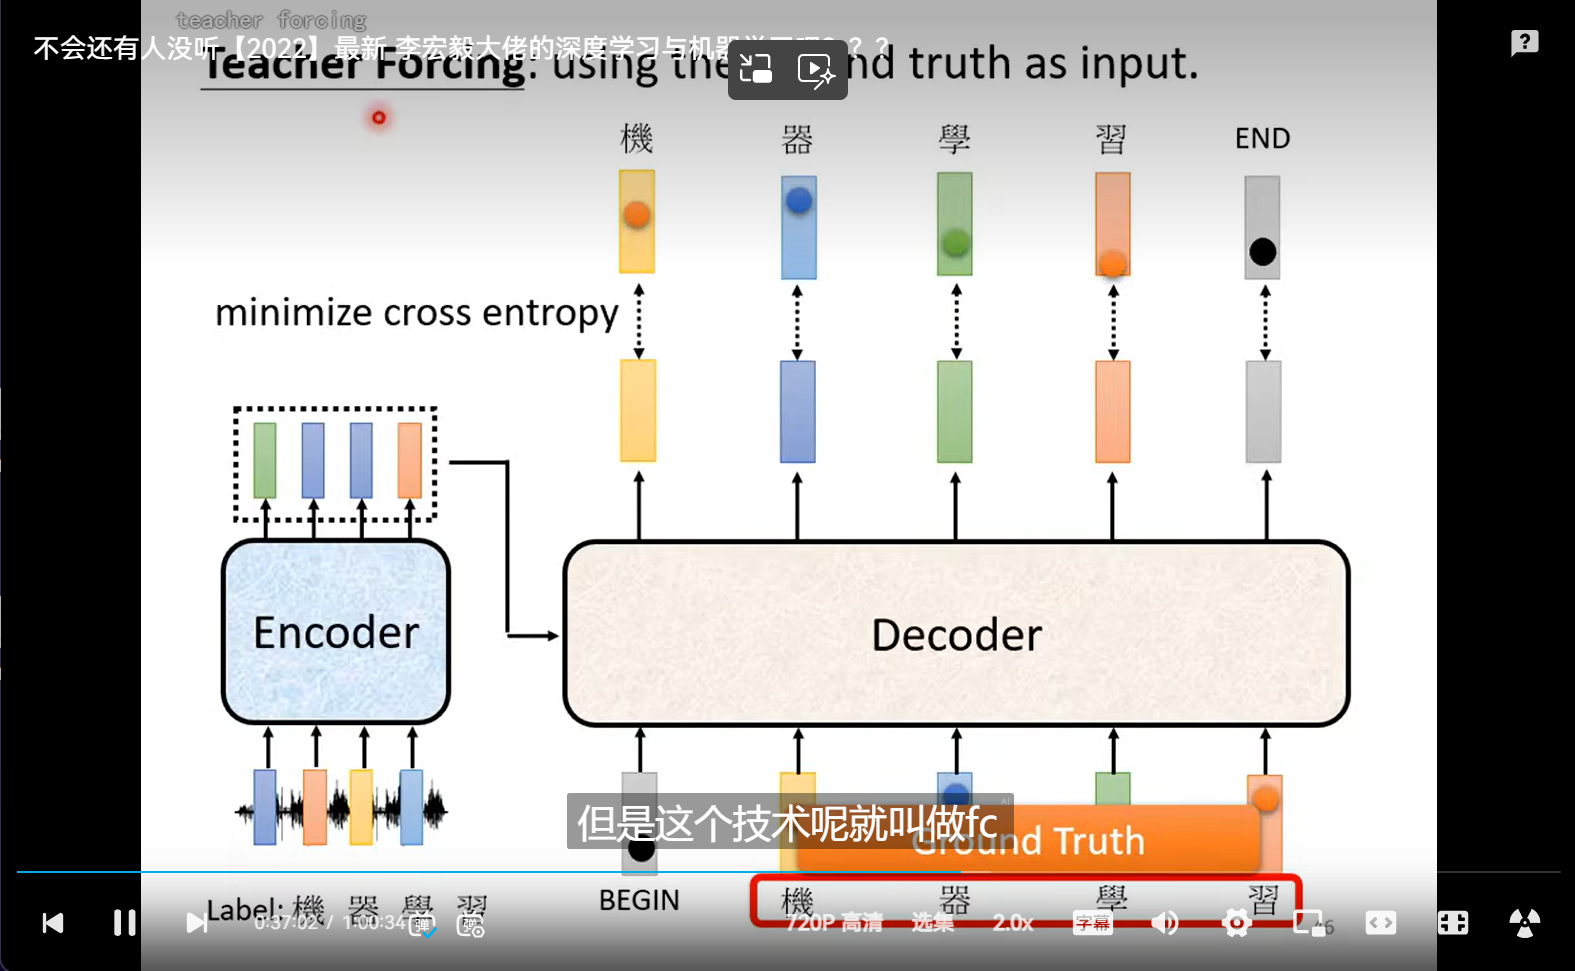 teacher forcing
不会还有人没听【2022】最新 李宏毅大佬的深度学习与机器学习吧？？？
Teacher Forcing: using the ground truth as input.
機 器 學 習 END
minimize cross entropy
Encoder
Decoder
但是这个技术呢就叫做fc
Ground Truth
Label: 機 器 學 習
BEGIN
機 器 學 習
0:37:02 / 1:00:34
弹
弹
720P 高清
选集
2.0x
字幕
46